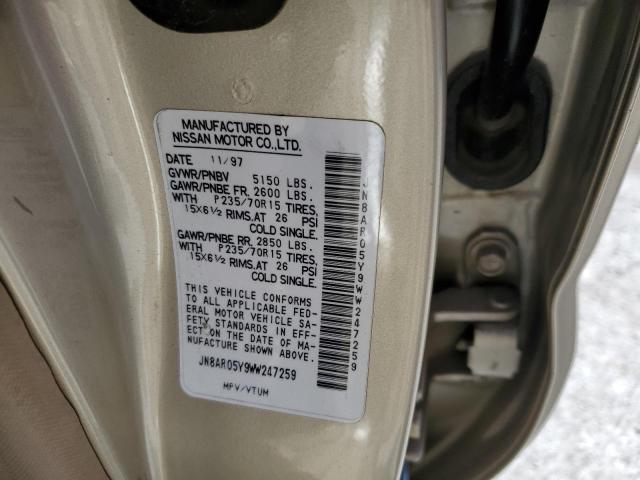 MANUFACTURED BY
NISSAN MOTOR CO.,LTD.
DATE 11/97
GVWR/PNBV 5150 LBS.
GAWR/PNBE FR. 2600 LBS.
WITH P235/70R15 TIRES,
15X6½ RIMS.AT 26 PSI
COLD SINGLE.
GAWR/PNBE RR. 2850 LBS.
WITH P235/70R15 TIRES,
15X6½ RIMS.AT 26 PSI
COLD SINGLE.
THIS VEHICLE CONFORMS
TO ALL APPLICABLE FED-
ERAL MOTOR VEHICLE SA-
FETY STANDARDS IN EFF-
ECT ON THE DATE OF MA-
NUFACTURE SHOWN ABOVE.
JN8AR05Y9WW247259
MPV/VTUM
JN8AR05Y9WW247259